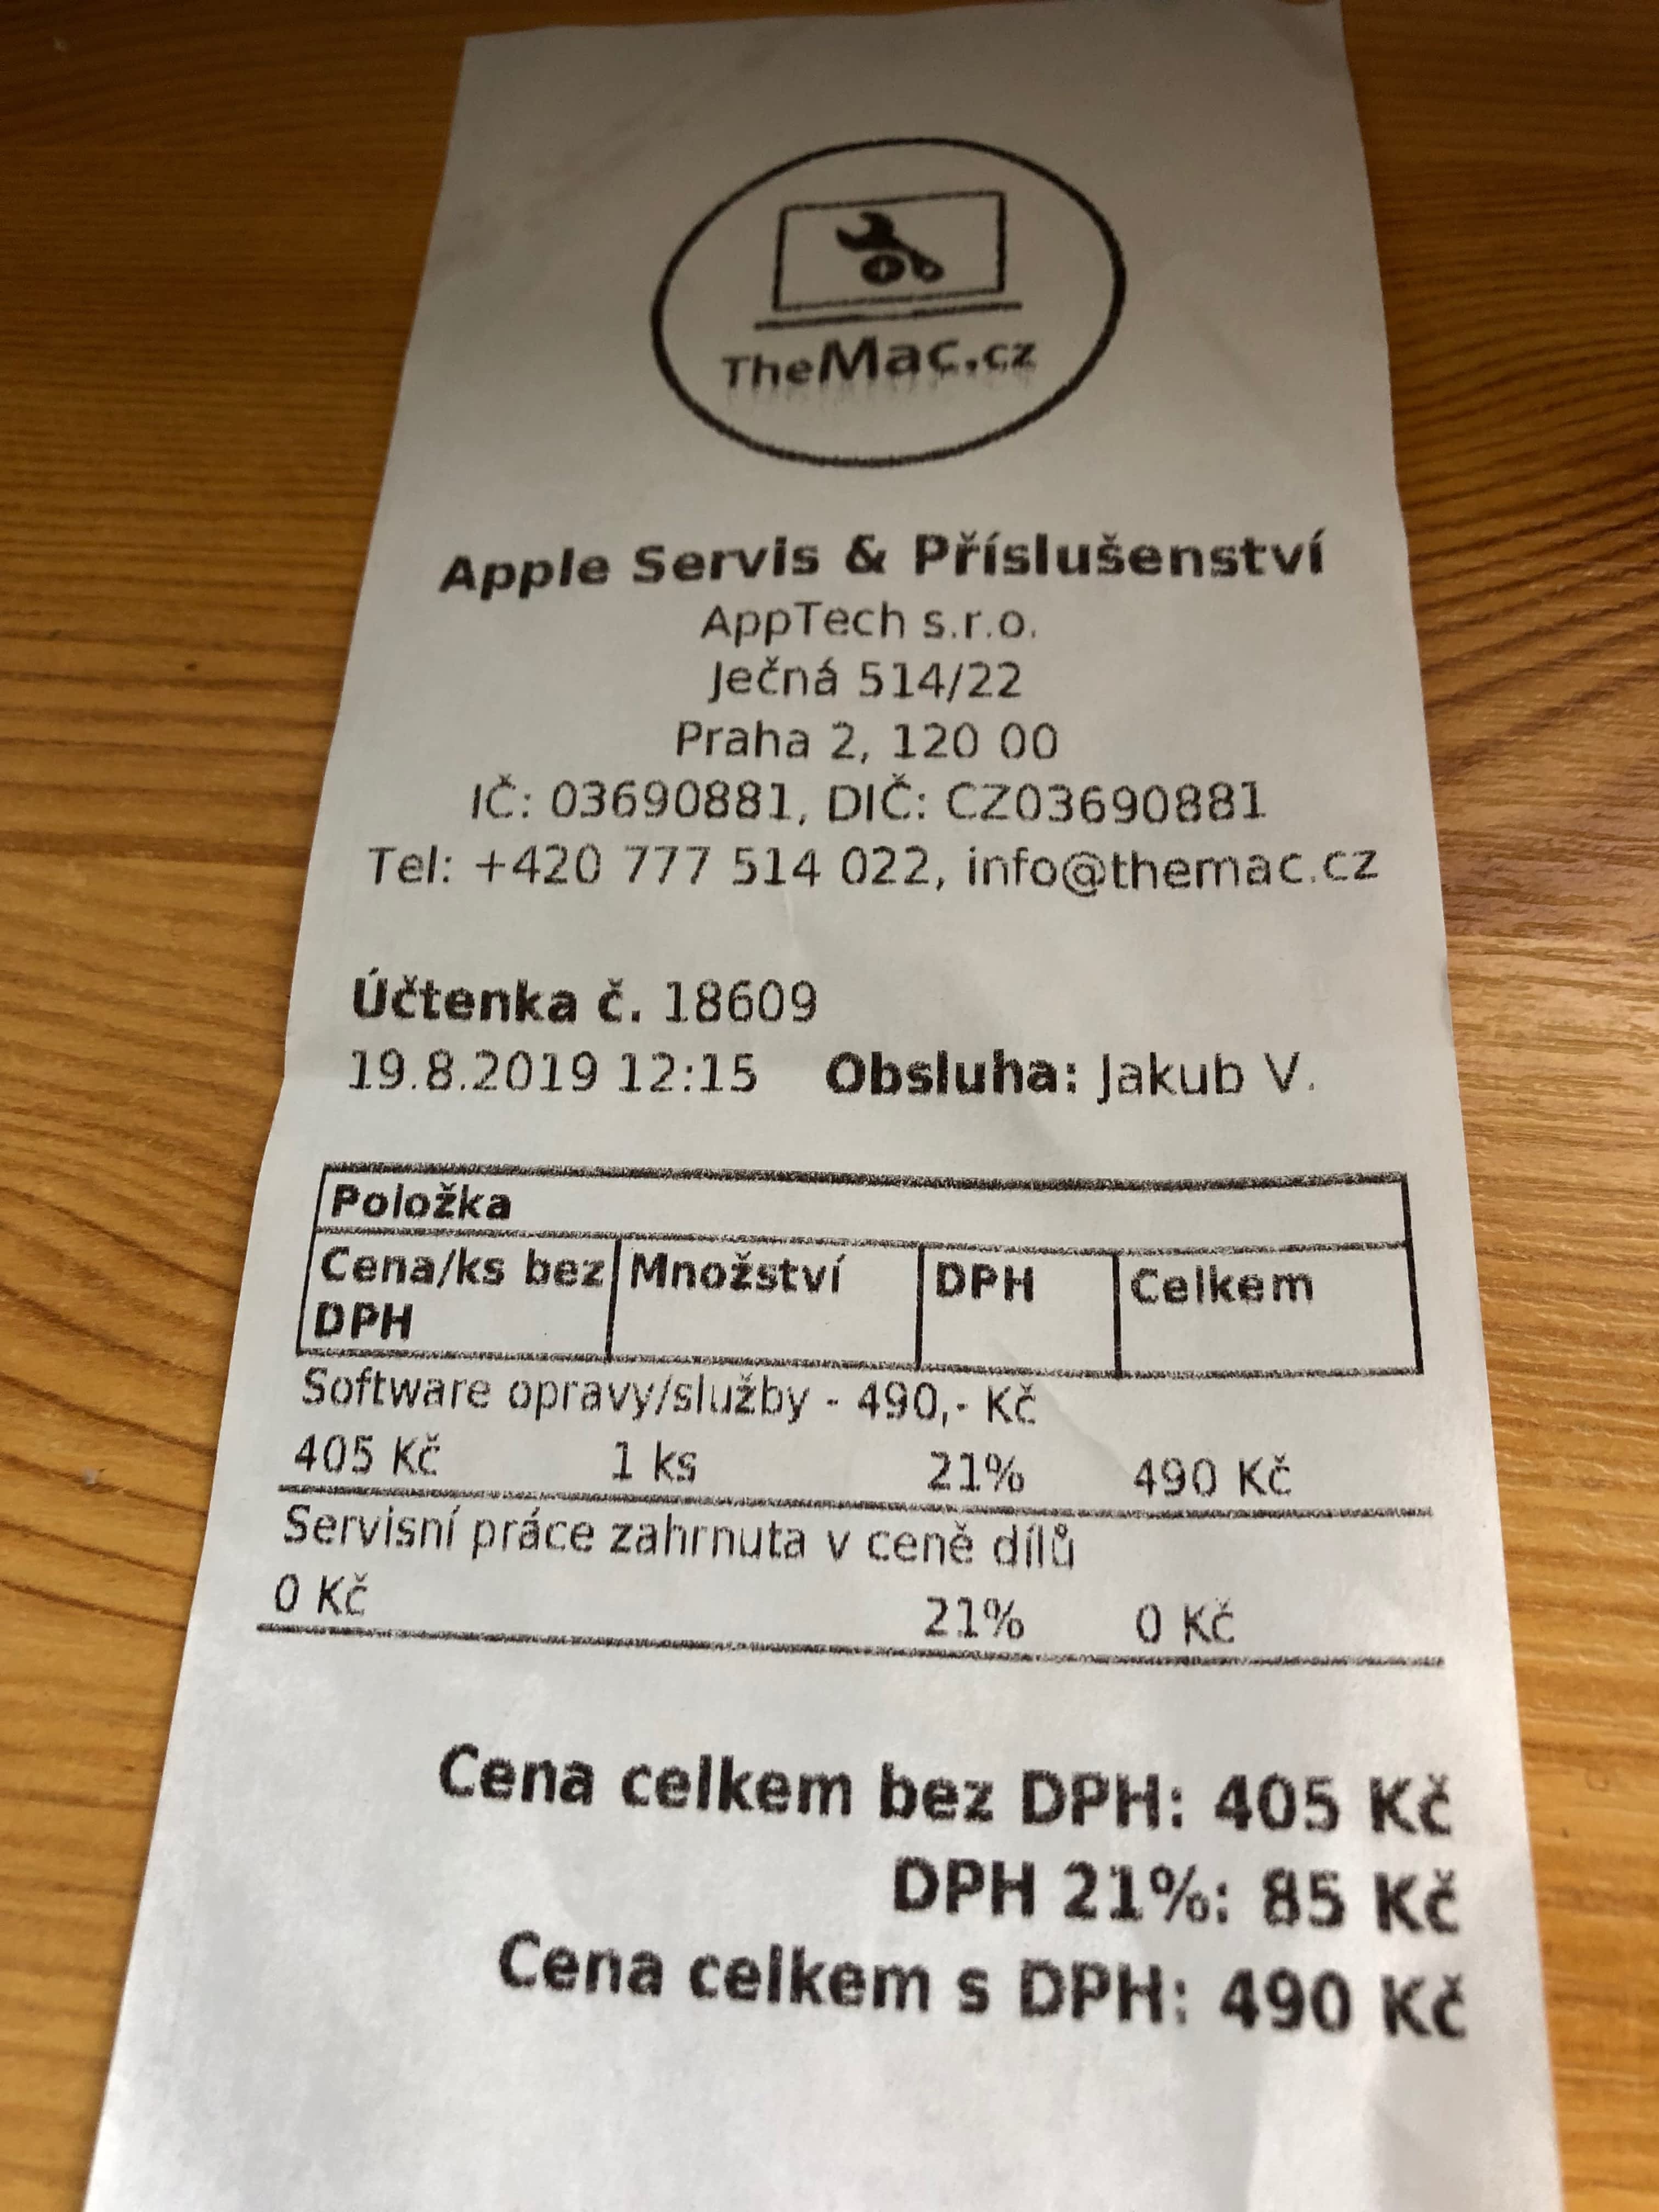 TheMac.cz
Apple Servis & Příslušenství
AppTech s.r.o.
Ječná 514/22
Praha 2, 120 00
IČ: 03690881, DIČ: CZ03690881
Tel: +420 777 514 022, info@themac.cz
Účtenka č. 18609
19.8.2019 12:15 Obsluha: Jakub V.
Položka
Cena/ks bez DPH Množství DPH Celkem
Software opravy/služby - 490,- Kč
405 Kč 1 ks 21% 490 Kč
Servisní práce zahrnuta v ceně dílů
0 Kč 21% 0 Kč
Cena celkem bez DPH: 405 Kč
DPH 21%: 85 Kč
Cena celkem s DPH: 490 Kč